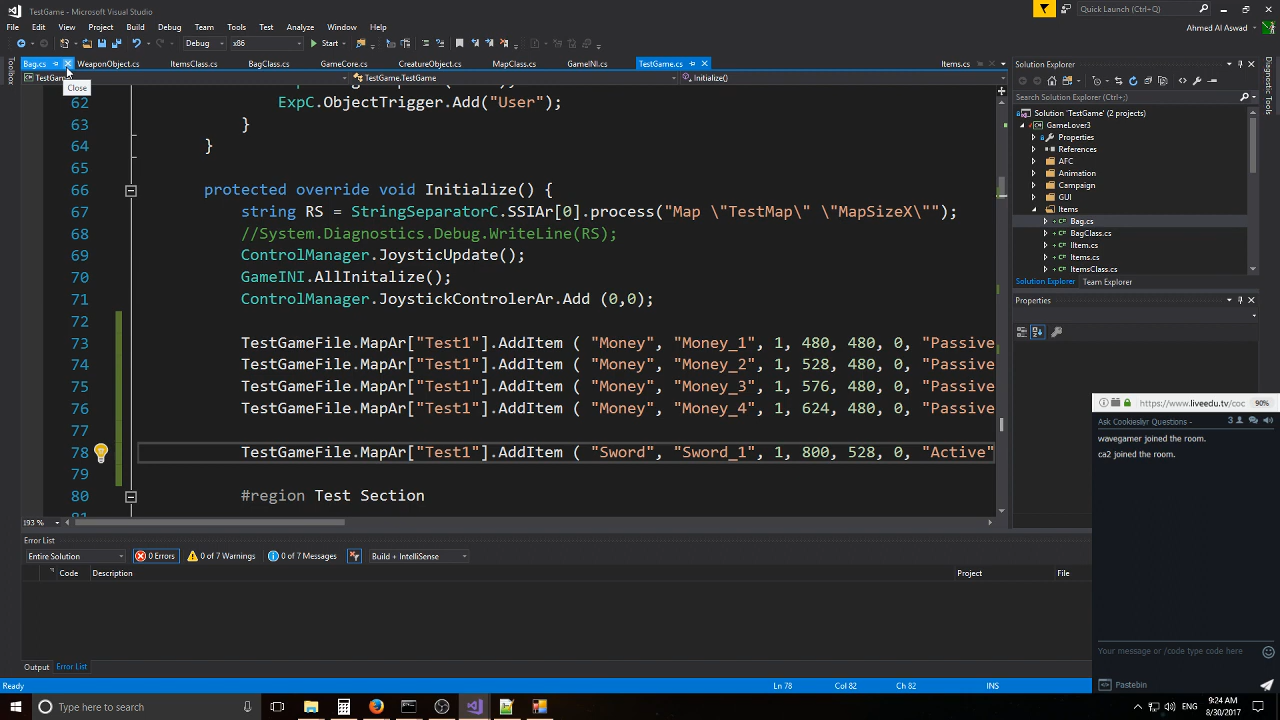 TestGame - Microsoft Visual Studio
Quick Launch (Ctrl+Q)
File Edit View Project Build Debug Team Tools Test Analyze Window Help
Ahmed Al Aswad
Debug x86 Start
Toolbox
Bag.cs WeaponObject.cs ItemsClass.cs BagClass.cs GameCore.cs CreatureObject.cs MapClass.cs GameINI.cs TestGame.cs Items.cs
TestGame TestGame.TestGame Initialize()
Close
62 ExpC.ObjectTrigger.Add("User");
63 }
64 }
65
66 protected override void Initialize() {
67 string RS = StringSeparatorC.SSIAr[0].process("Map \"TestMap\" \"MapSizeX\"");
68 //System.Diagnostics.Debug.WriteLine(RS);
69 ControlManager.JoysticUpdate();
70 GameINI.AllInitalize();
71 ControlManager.JoystickControlerAr.Add (0,0);
72
73 TestGameFile.MapAr["Test1"].AddItem ( "Money", "Money_1", 1, 480, 480, 0, "Passive
74 TestGameFile.MapAr["Test1"].AddItem ( "Money", "Money_2", 1, 528, 480, 0, "Passive
75 TestGameFile.MapAr["Test1"].AddItem ( "Money", "Money_3", 1, 576, 480, 0, "Passive
76 TestGameFile.MapAr["Test1"].AddItem ( "Money", "Money_4", 1, 624, 480, 0, "Passive
77
78 TestGameFile.MapAr["Test1"].AddItem ( "Sword", "Sword_1", 1, 800, 528, 0, "Active"
79
80 #region Test Section
81
193 %
Error List
Entire Solution 0 Errors 0 of 7 Warnings 0 of 7 Messages Build + IntelliSense
Code Description Project File
Output Error List
Ready Ln 78 Col 82 Ch 82 INS
Solution Explorer
Search Solution Explorer (Ctrl+;)
Solution 'TestGame' (2 projects)
GameLover3
Properties
References
AFC
Animation
Campaign
GUI
Items
Bag.cs
BagClass.cs
IItem.cs
Items.cs
ItemsClass.cs
Solution Explorer Team Explorer
Properties
Diagnostic Tools
https://www.liveedu.tv/coc 90%
Ask Cookiesliyr Questions - 3
wavegamer joined the room.
ca2 joined the room.
Your message or /code type code here
Pastebin
Type here to search
ENG
9:24 AM
8/30/2017